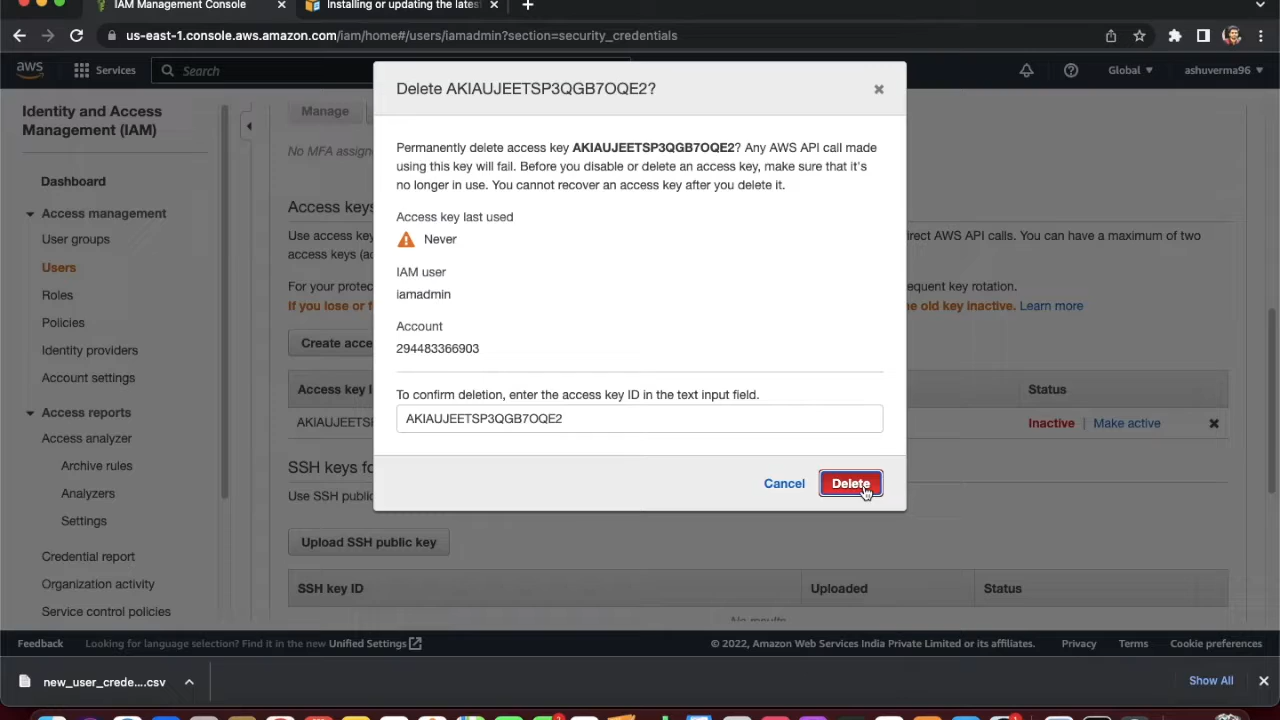 IAM Management Console
Installing or updating the lates
us-east-1.console.aws.amazon.com/iam/home#/users/iamadmin?section=security_credentials
aws
Services
Search
Global
ashuverma96
Identity and Access
Management (IAM)
Dashboard
Access management
User groups
Users
Roles
Policies
Identity providers
Account settings
Access reports
Access analyzer
Archive rules
Analyzers
Settings
Credential report
Organization activity
Service control policies
Manage
No MFA assign
Access keys
Use access key
access keys (a
irect AWS API calls. You can have a maximum of two
For your protec
equent key rotation.
If you lose or f
e old key inactive. Learn more
Create acce
Access key I
Status
AKIAUJEETS
Inactive | Make active
SSH keys fo
Use SSH public
Upload SSH public key
SSH key ID
Uploaded
Status
Delete AKIAUJEETSP3QGB7OQE2?
Permanently delete access key AKIAUJEETSP3QGB7OQE2? Any AWS API call made
using this key will fail. Before you disable or delete an access key, make sure that it's
no longer in use. You cannot recover an access key after you delete it.
Access key last used
Never
IAM user
iamadmin
Account
294483366903
To confirm deletion, enter the access key ID in the text input field.
AKIAUJEETSP3QGB7OQE2
Cancel
Delete
Feedback
Looking for language selection? Find it in the new Unified Settings
© 2022, Amazon Web Services India Private Limited or its affiliates.
Privacy
Terms
Cookie preferences
new_user_crede....csv
Show All